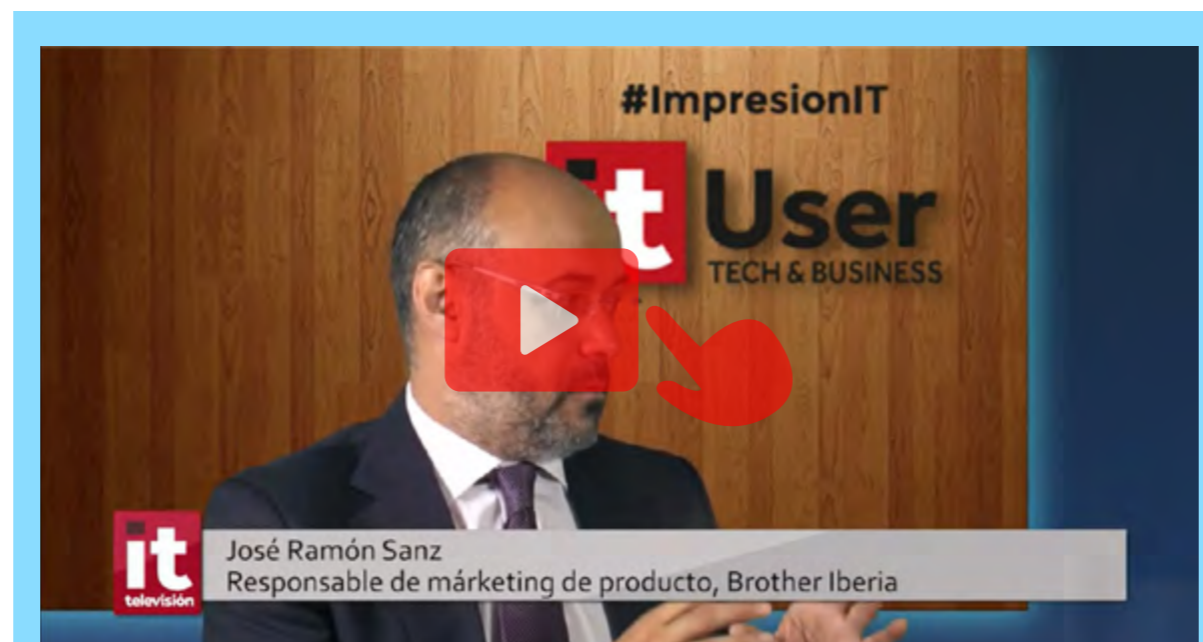 #ImpresionIT
it User
TECH & BUSINESS
it
televisión
José Ramón Sanz
Responsable de márketing de producto, Brother Iberia